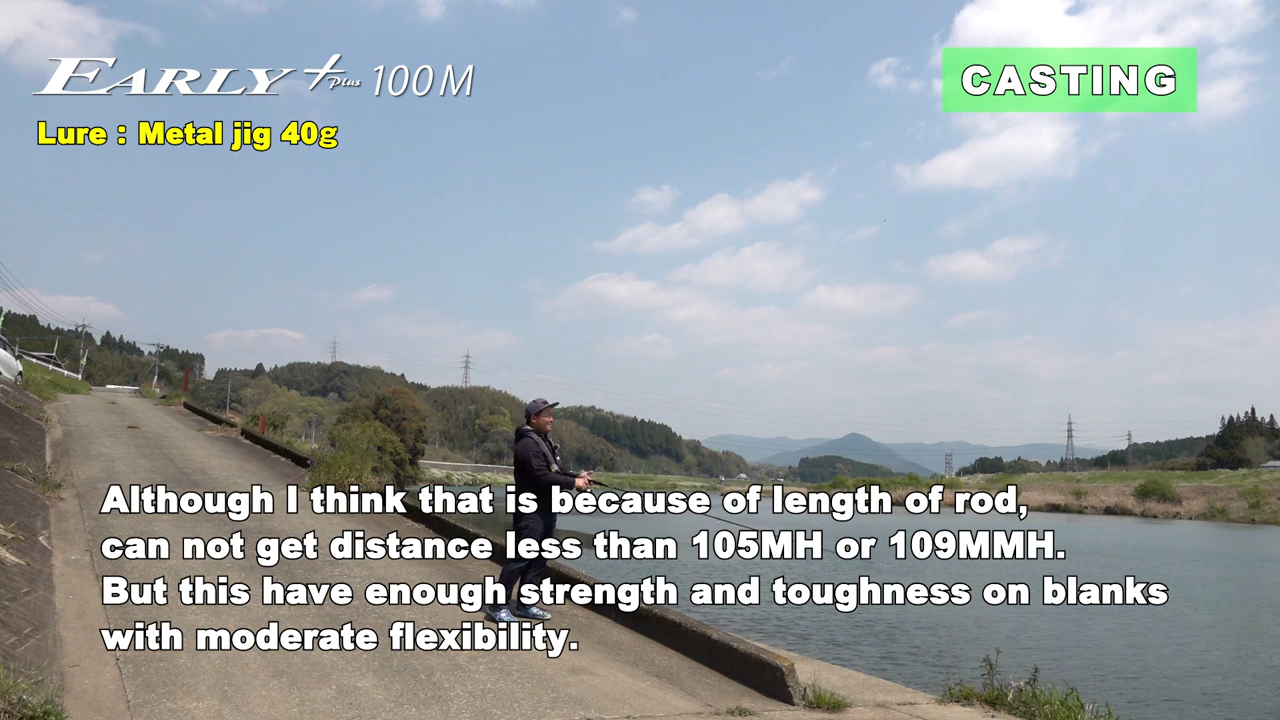 EARLY+ Plus 100M
CASTING
Lure : Metal jig 40g
Although I think that is because of length of rod,
can not get distance less than 105MH or 109MMH.
But this have enough strength and toughness on blanks
with moderate flexibility.